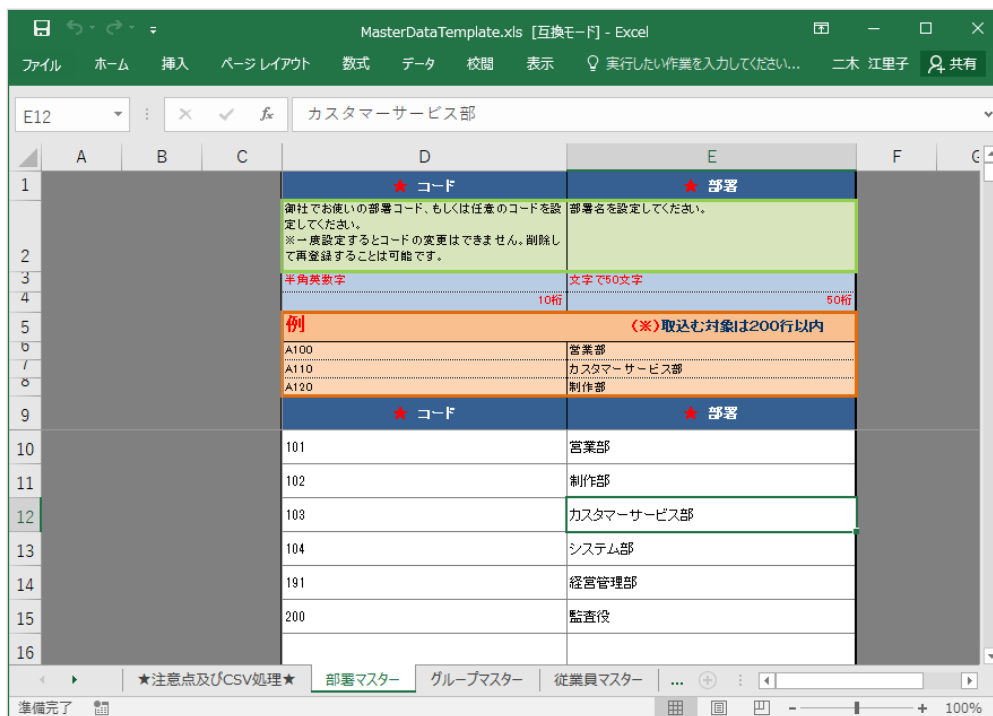 MasterDataTemplate.xls [互換モード] - Excel
ファイル ホーム 挿入 ページ レイアウト 数式 データ 校閲 表示 実行したい作業を入力してください... 二木 江里子 共有
E12 fx カスタマーサービス部
A B C D E F G
1 ★ コード ★ 部署
御社でお使いの部署コード、もしくは任意のコードを設 部署名を設定してください。
定してください。
※一度設定するとコードの変更はできません。削除し
2 て再登録することは可能です。
3 半角英数字 文字で50文字
4 10桁 50桁
5 例 (※)取込む対象は200行以内
6 A100 営業部
7 A110 カスタマーサービス部
8 A120 制作部
9 ★ コード ★ 部署
10 101 営業部
11 102 制作部
12 103 カスタマーサービス部
13 104 システム部
14 191 経営管理部
15 200 監査役
16
★注意点及びCSV処理★ 部署マスター グループマスター 従業員マスター ...
準備完了 100%